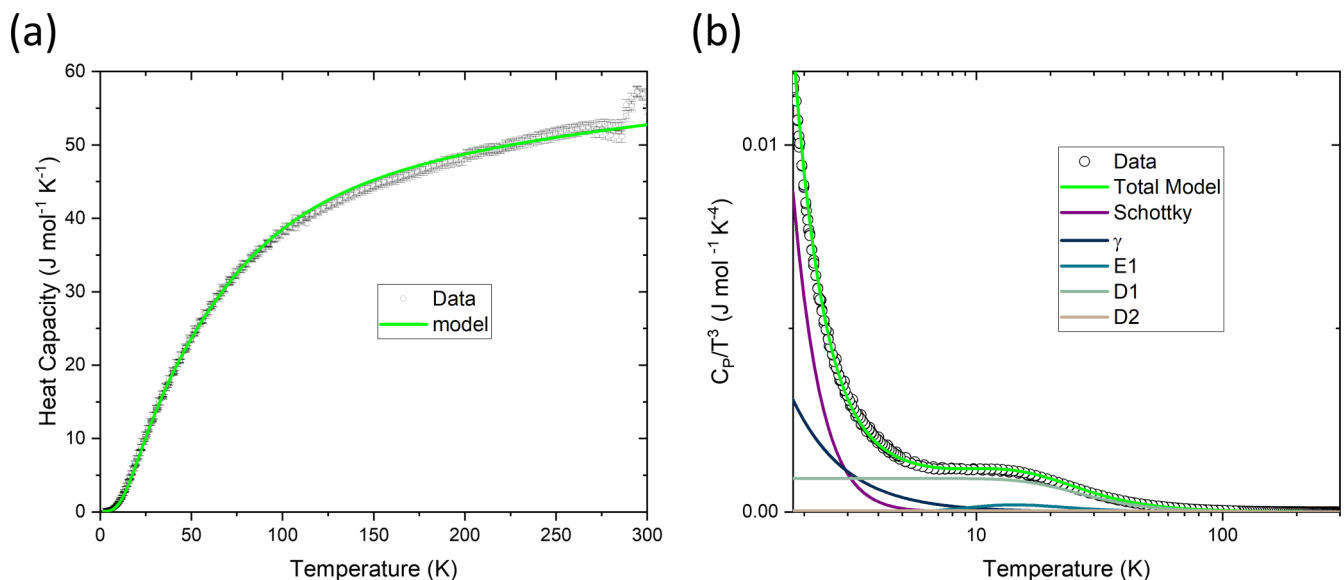 (a)
60
50
40
30
20
10
0
Heat Capacity (J mol⁻¹ K⁻¹)
Data
model
0 50 100 150 200 250 300
Temperature (K)
(b)
0.01
0.00
C_P/T³ (J mol ⁻¹ K⁻⁴)
Data
Total Model
Schottky
γ
E1
D1
D2
10 100
Temperature (K)